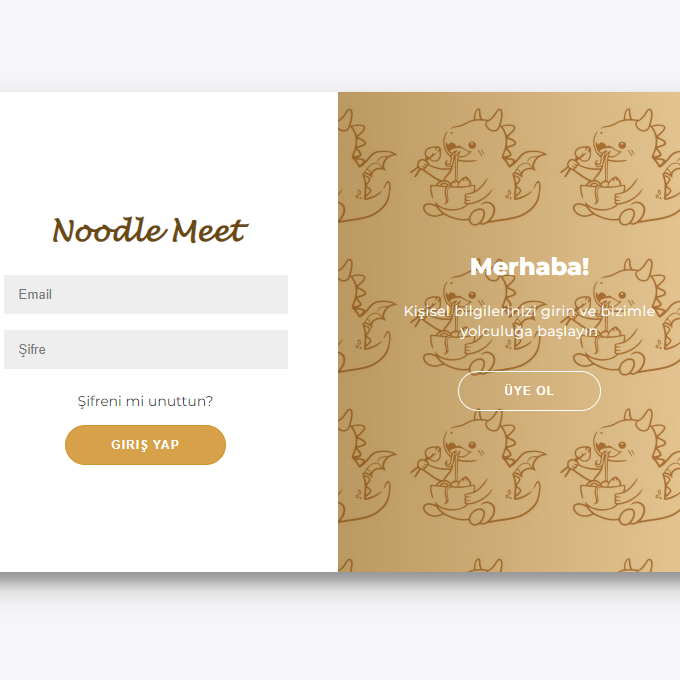 Noodle Meet
Email
Şifre
Şifreni mi unuttun?
GIRIŞ YAP
Merhaba!
Kişisel bilgilerinizi girin ve bizimle
yolculuğa başlayın
ÜYE OL